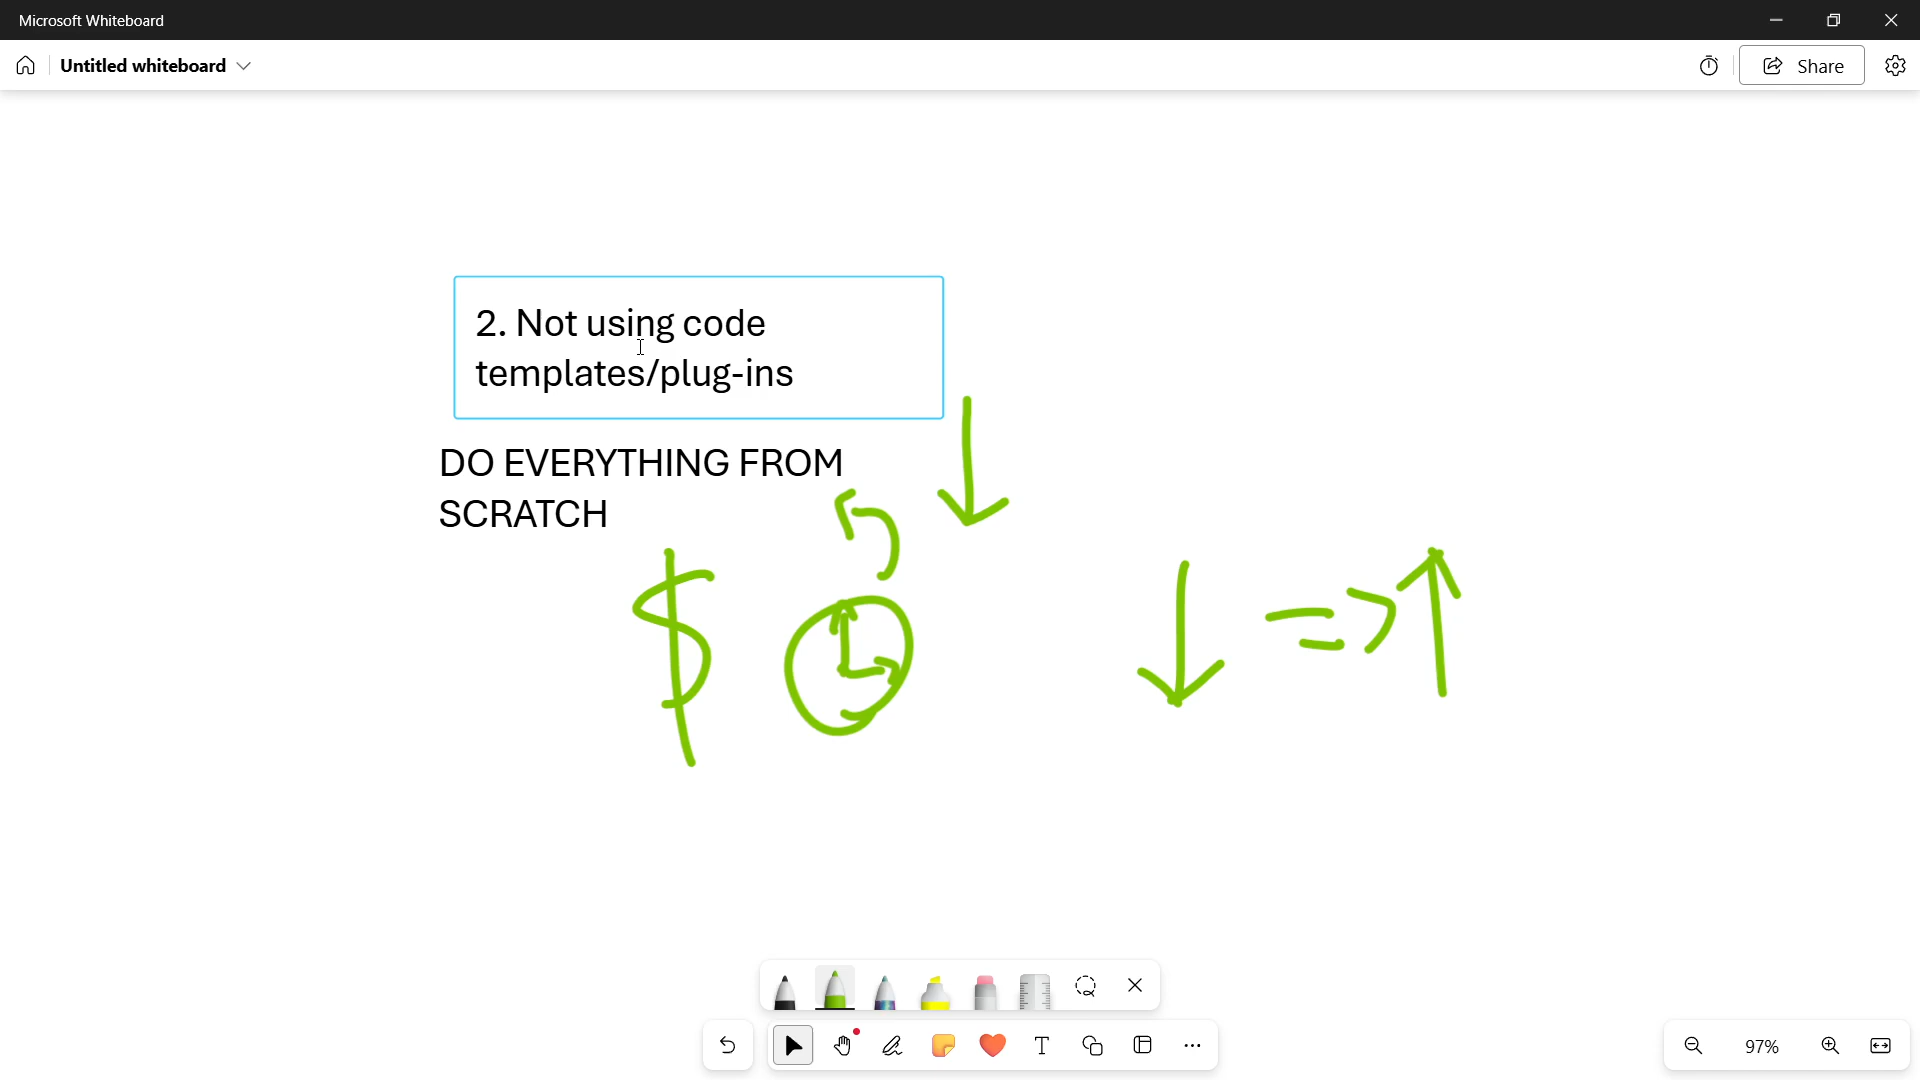 Microsoft Whiteboard
Untitled whiteboard
Share
2. Not using code
templates/plug-ins
DO EVERYTHING FROM
SCRATCH
$
=>
97%